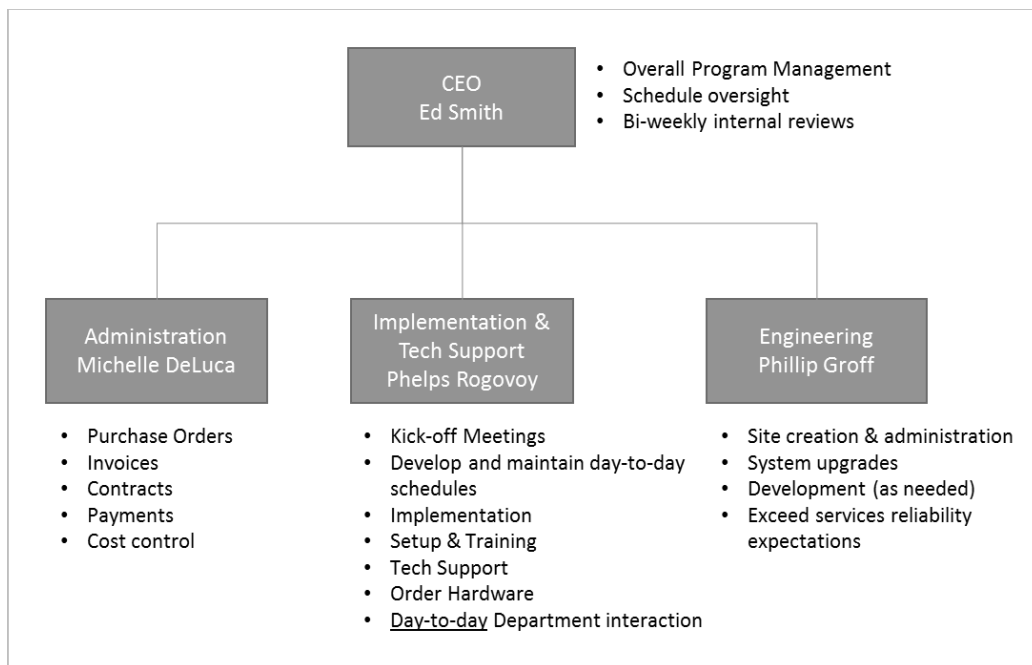 CEO
Ed Smith
• Overall Program Management
• Schedule oversight
• Bi-weekly internal reviews
Administration
Michelle DeLuca
• Purchase Orders
• Invoices
• Contracts
• Payments
• Cost control
Implementation &
Tech Support
Phelps Rogovoy
• Kick-off Meetings
• Develop and maintain day-to-day
schedules
• Implementation
• Setup & Training
• Tech Support
• Order Hardware
• Day-to-day Department interaction
Engineering
Phillip Groff
• Site creation & administration
• System upgrades
• Development (as needed)
• Exceed services reliability
expectations